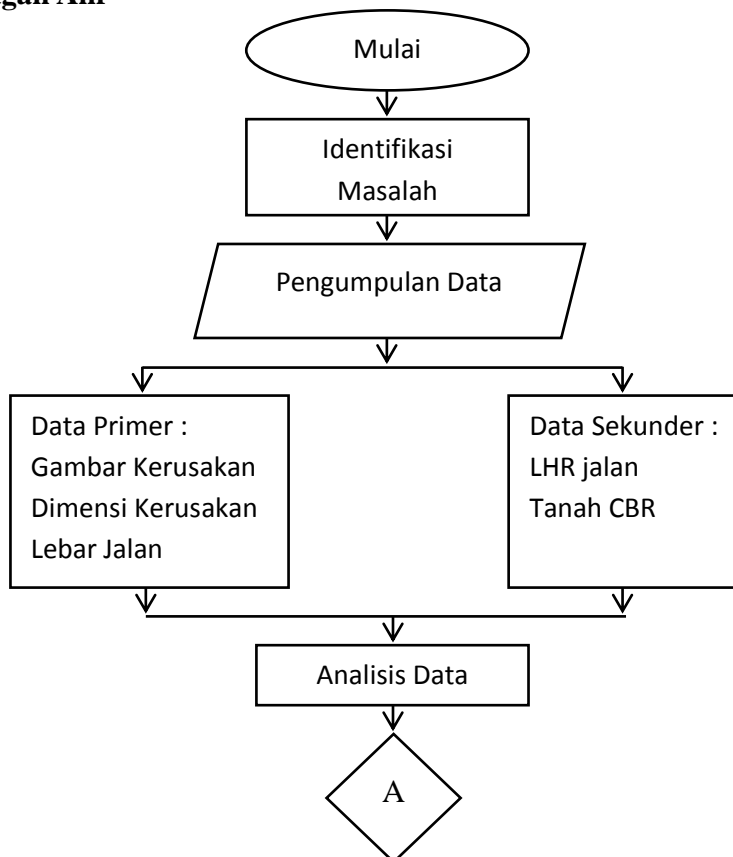 Mulai
Identifikasi
Masalah
Pengumpulan Data
Data Primer :
Gambar Kerusakan
Dimensi Kerusakan
Lebar Jalan
Data Sekunder :
LHR jalan
Tanah CBR
Analisis Data
A